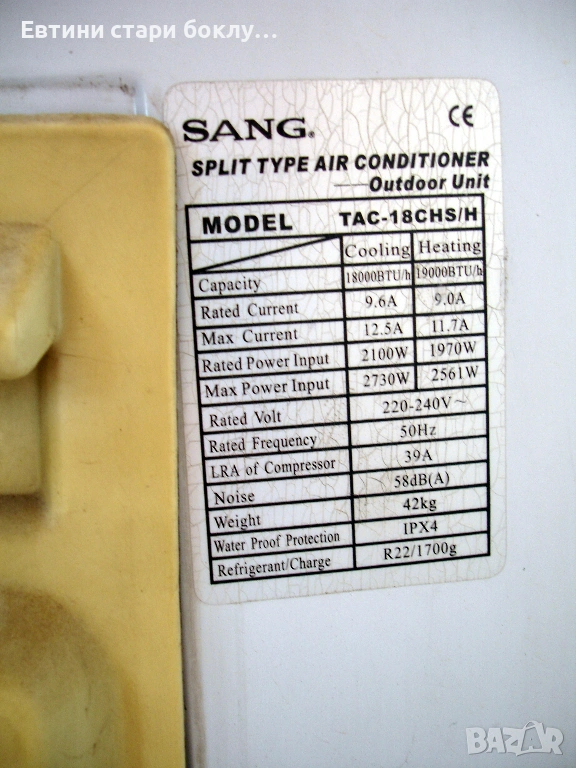 Евтини стари боклу...
SANG®
CE
SPLIT TYPE AIR CONDITIONER
Outdoor Unit
MODEL TAC-18CHS/H
Cooling Heating
Capacity 18000BTU/h 19000BTU/h
Rated Current 9.6A 9.0A
Max Current 12.5A 11.7A
Rated Power Input 2100W 1970W
Max Power Input 2730W 2561W
Rated Volt 220-240V~
Rated Frequency 50Hz
LRA of Compressor 39A
Noise 58dB(A)
Weight 42kg
Water Proof Protection IPX4
Refrigerant/Charge R22/1700g
BAZAR